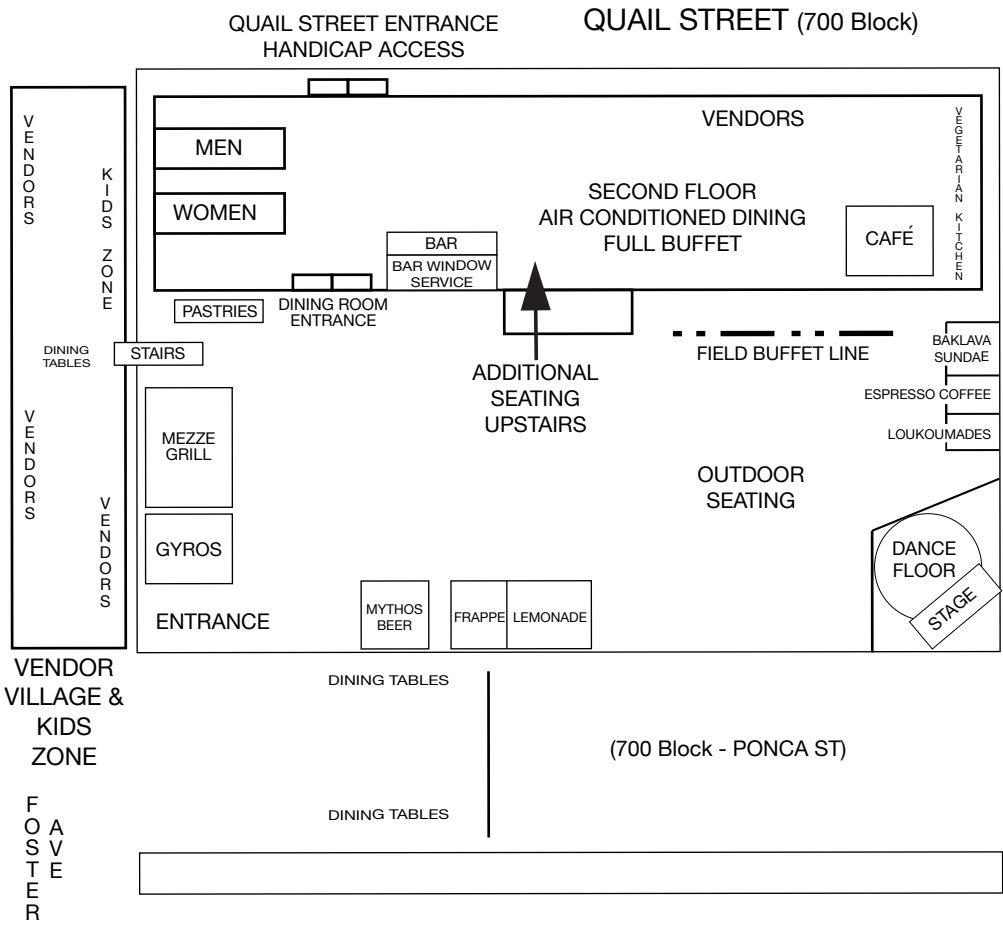 QUAIL STREET (700 Block)
QUAIL STREET ENTRANCE
HANDICAP ACCESS
VENDORS
KIDS ZONE
MEN
WOMEN
VENDORS
VEGETARIAN KITCHEN
SECOND FLOOR
AIR CONDITIONED DINING
FULL BUFFET
CAFÉ
BAR
BAR WINDOW
SERVICE
PASTRIES
DINING ROOM
ENTRANCE
DINING
TABLES
STAIRS
ADDITIONAL
SEATING
UPSTAIRS
FIELD BUFFET LINE
BAKLAVA
SUNDAE
ESPRESSO COFFEE
LOUKOUMADES
VENDORS
MEZZE
GRILL
OUTDOOR
SEATING
VENDORS
GYROS
DANCE
FLOOR
STAGE
ENTRANCE
MYTHOS
BEER
FRAPPE
LEMONADE
VENDOR
VILLAGE &
KIDS
ZONE
DINING TABLES
(700 Block - PONCA ST)
DINING TABLES
FOSTER
AVE